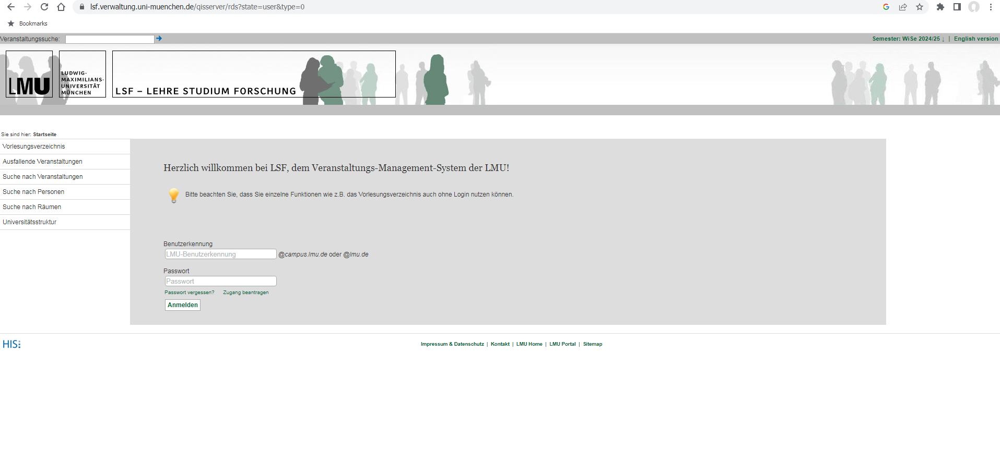 lsf.verwaltung.uni-muenchen.de/qisserver/rds?state=user&type=0
Bookmarks
Veranstaltungssuche:
Semester: WiSe 2024/25 ↓ | English version
LMU
LUDWIG-
MAXIMILIANS-
UNIVERSITÄT
MÜNCHEN
LSF – LEHRE STUDIUM FORSCHUNG
Sie sind hier: Startseite
Vorlesungsverzeichnis
Ausfallende Veranstaltungen
Suche nach Veranstaltungen
Suche nach Personen
Suche nach Räumen
Universitätsstruktur
Herzlich willkommen bei LSF, dem Veranstaltungs-Management-System der LMU!
Bitte beachten Sie, dass Sie einzelne Funktionen wie z.B. das Vorlesungsverzeichnis auch ohne Login nutzen können.
Benutzerkennung
LMU-Benutzerkennung @campus.lmu.de oder @lmu.de
Passwort
Passwort
Passwort vergessen? Zugang beantragen
Anmelden
HIS
Impressum & Datenschutz | Kontakt | LMU Home | LMU Portal | Sitemap